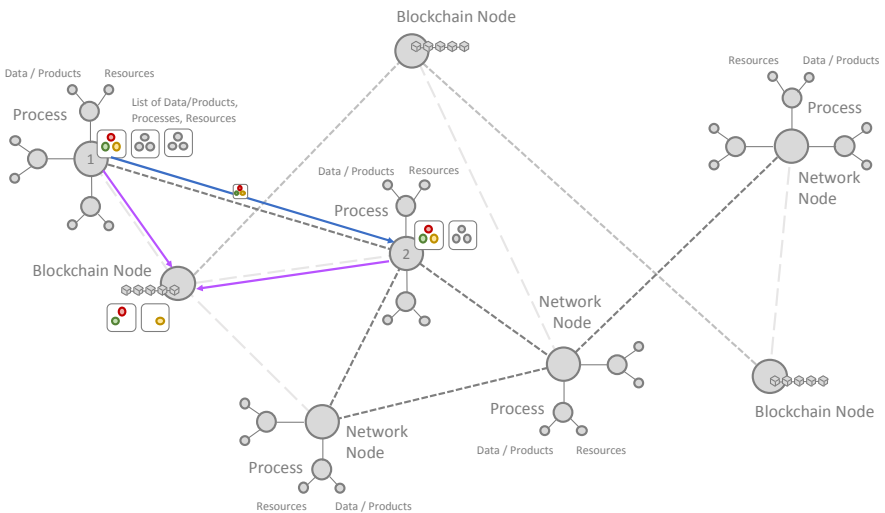 Blockchain Node
Data / Products
Resources
Process
List of Data/Products,
Processes, Resources
1
Resources
Data / Products
Process
Network
Node
Data / Products
Resources
Process
2
Blockchain Node
Network
Node
Blockchain Node
Process
Data / Products
Resources
Network
Node
Process
Resources
Data / Products